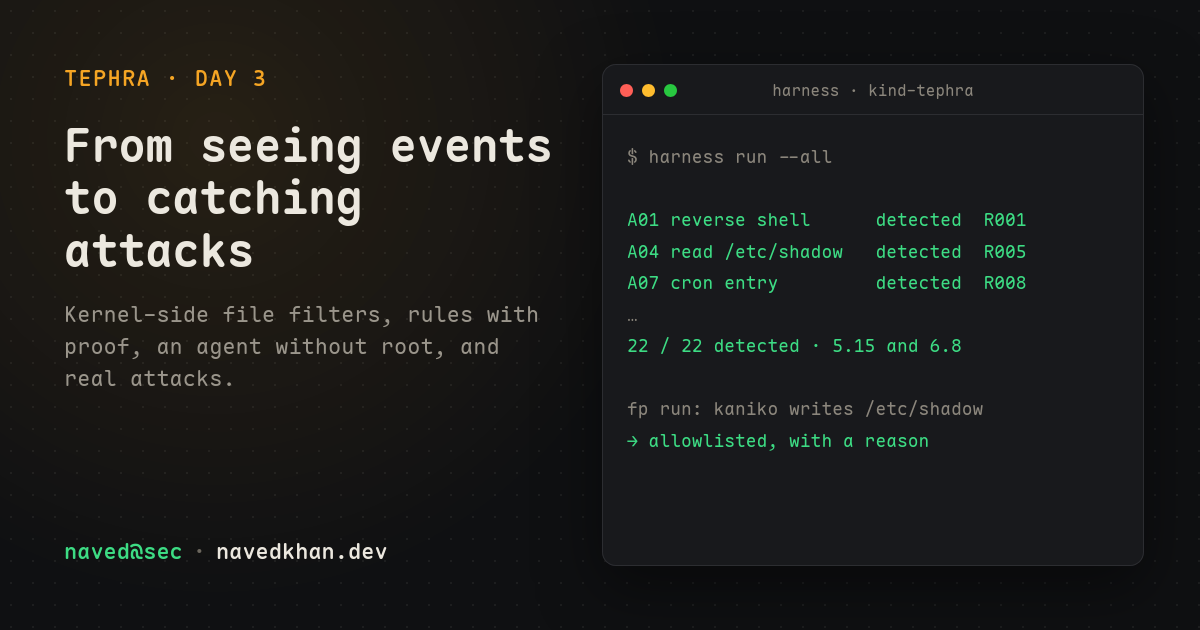 TEPHRA · DAY 3
From seeing events
to catching
attacks
Kernel-side file filters, rules with
proof, an agent without root, and
real attacks.
naved@sec · navedkhan.dev
harness · kind-tephra
$ harness run --all
A01 reverse shell detected R001
A04 read /etc/shadow detected R005
A07 cron entry detected R008
…
22 / 22 detected · 5.15 and 6.8
fp run: kaniko writes /etc/shadow
→ allowlisted, with a reason